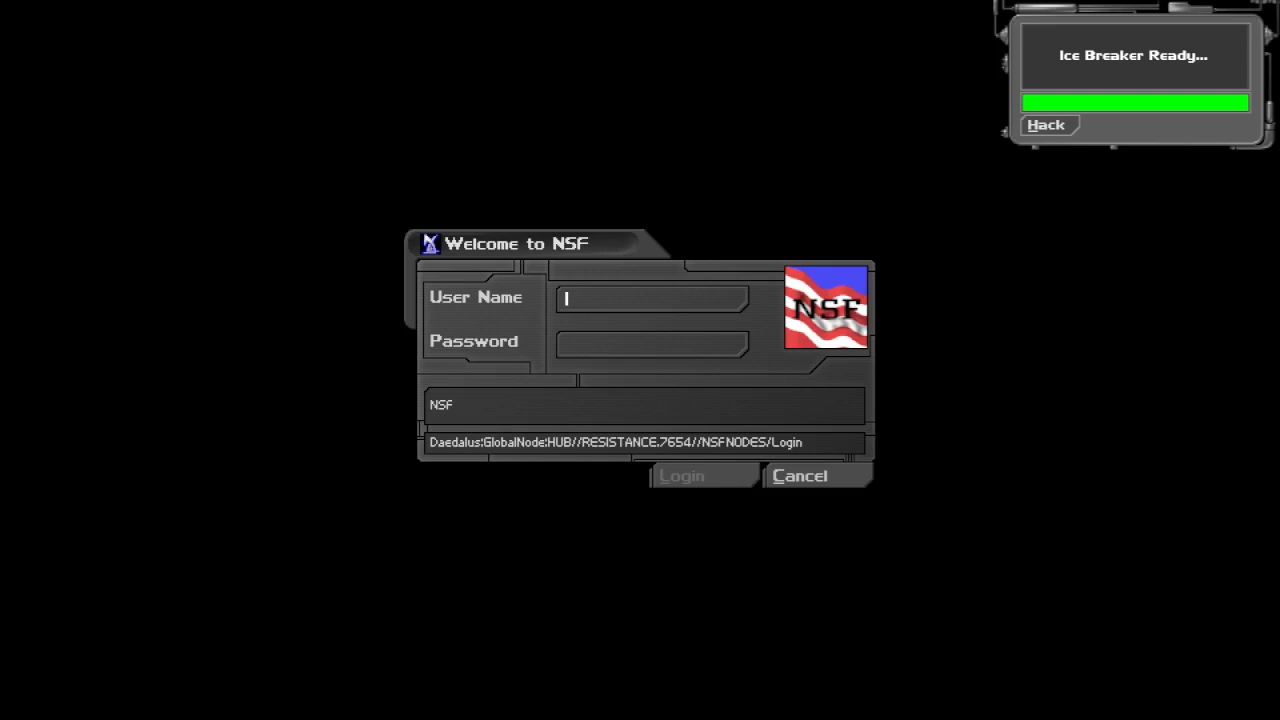 Ice Breaker Ready...
Hack
Welcome to NSF
User Name
NSF
Password
NSF
Daedalus:GlobalNode:HUB//RESISTANCE.7654//NSFNODES/Login
Login
Cancel